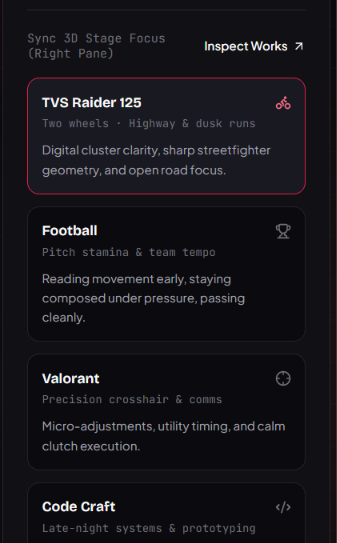 Sync 3D Stage Focus
(Right Pane)
Inspect Works
TVS Raider 125
Two wheels · Highway & dusk runs
Digital cluster clarity, sharp streetfighter
geometry, and open road focus.
Football
Pitch stamina & team tempo
Reading movement early, staying
composed under pressure, passing
cleanly.
Valorant
Precision crosshair & comms
Micro-adjustments, utility timing, and calm
clutch execution.
Code Craft
Late-night systems & prototyping